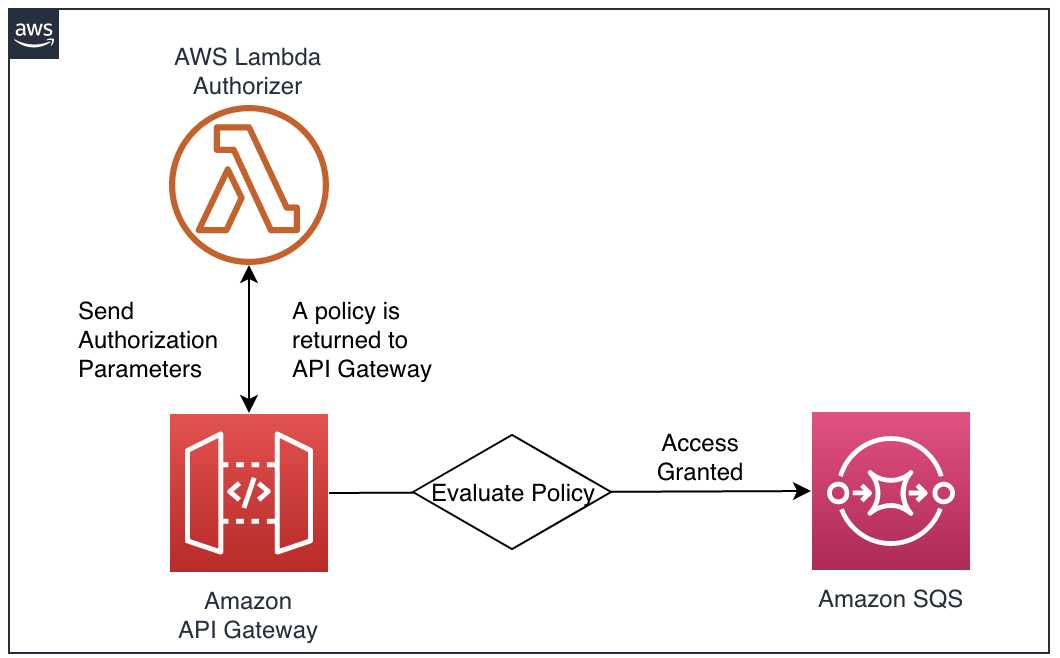 aws
AWS Lambda
Authorizer
Send
Authorization
Parameters
A policy is
returned to
API Gateway
Evaluate Policy
Access
Granted
Amazon
API Gateway
Amazon SQS